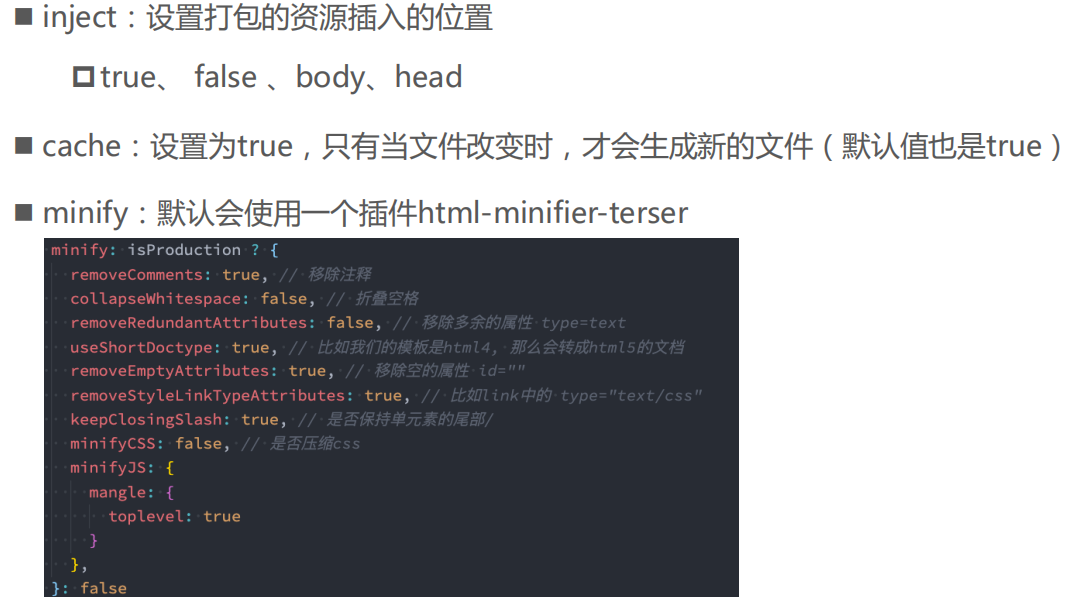 inject：设置打包的资源插入的位置
true、 false 、body、head
cache：设置为true，只有当文件改变时，才会生成新的文件（默认值也是true）
minify：默认会使用一个插件html-minifier-terser
minify: isProduction ? {
removeComments: true, // 移除注释
collapseWhitespace: false, // 折叠空格
removeRedundantAttributes: false, // 移除多余的属性 type=text
useShortDoctype: true, // 比如我们的模板是html4, 那么会转成html5的文档
removeEmptyAttributes: true, // 移除空的属性 id=""
removeStyleLinkTypeAttributes: true, // 比如link中的 type="text/css"
keepClosingSlash: true, // 是否保持单元素的尾部/
minifyCSS: false, // 是否压缩css
minifyJS: {
mangle: {
toplevel: true
}
},
}: false